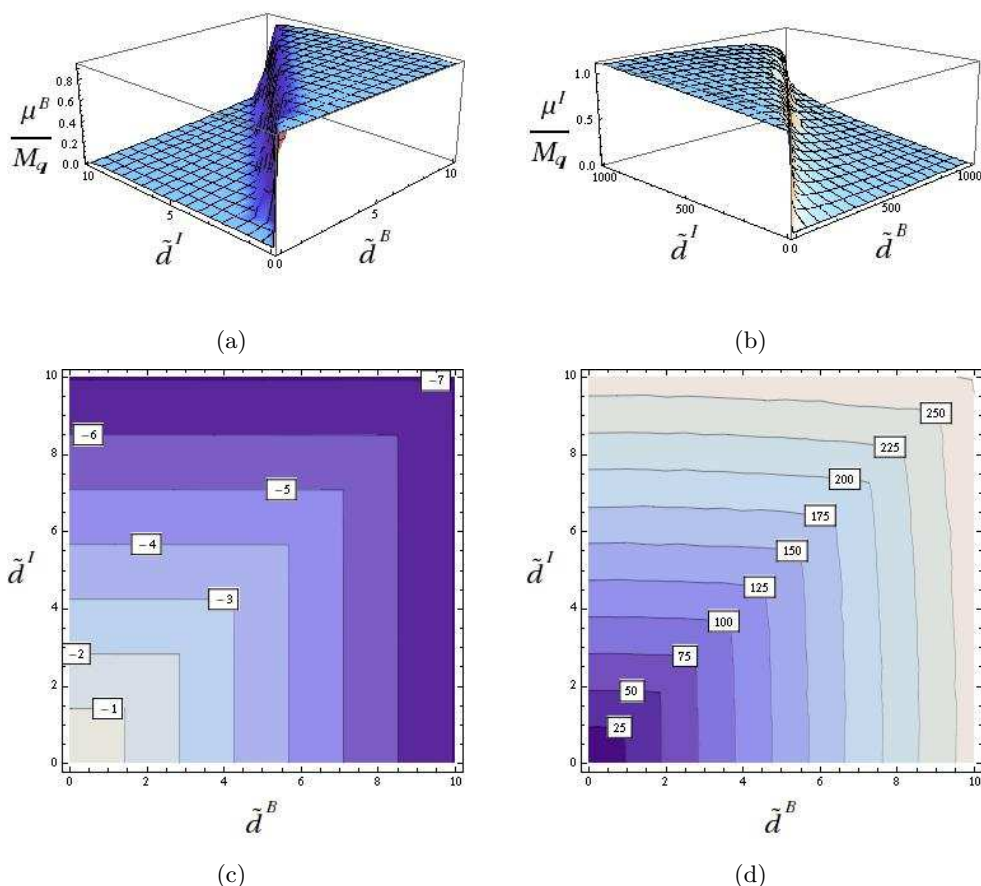 μ^B
M_q
0.8
0.6
0.4
0.2
0.0
10
5
0
0
5
10
d̃^I
d̃^B
(a)
μ^I
M_q
1.0
0.5
0.0
1000
500
0
0
500
1000
d̃^I
d̃^B
(b)
10
8
6
4
2
0
d̃^I
-7
-6
-5
-4
-3
-2
-1
0 2 4 6 8 10
d̃^B
(c)
10
8
6
4
2
0
d̃^I
250
225
200
175
150
125
100
75
50
25
0 2 4 6 8 10
d̃^B
(d)